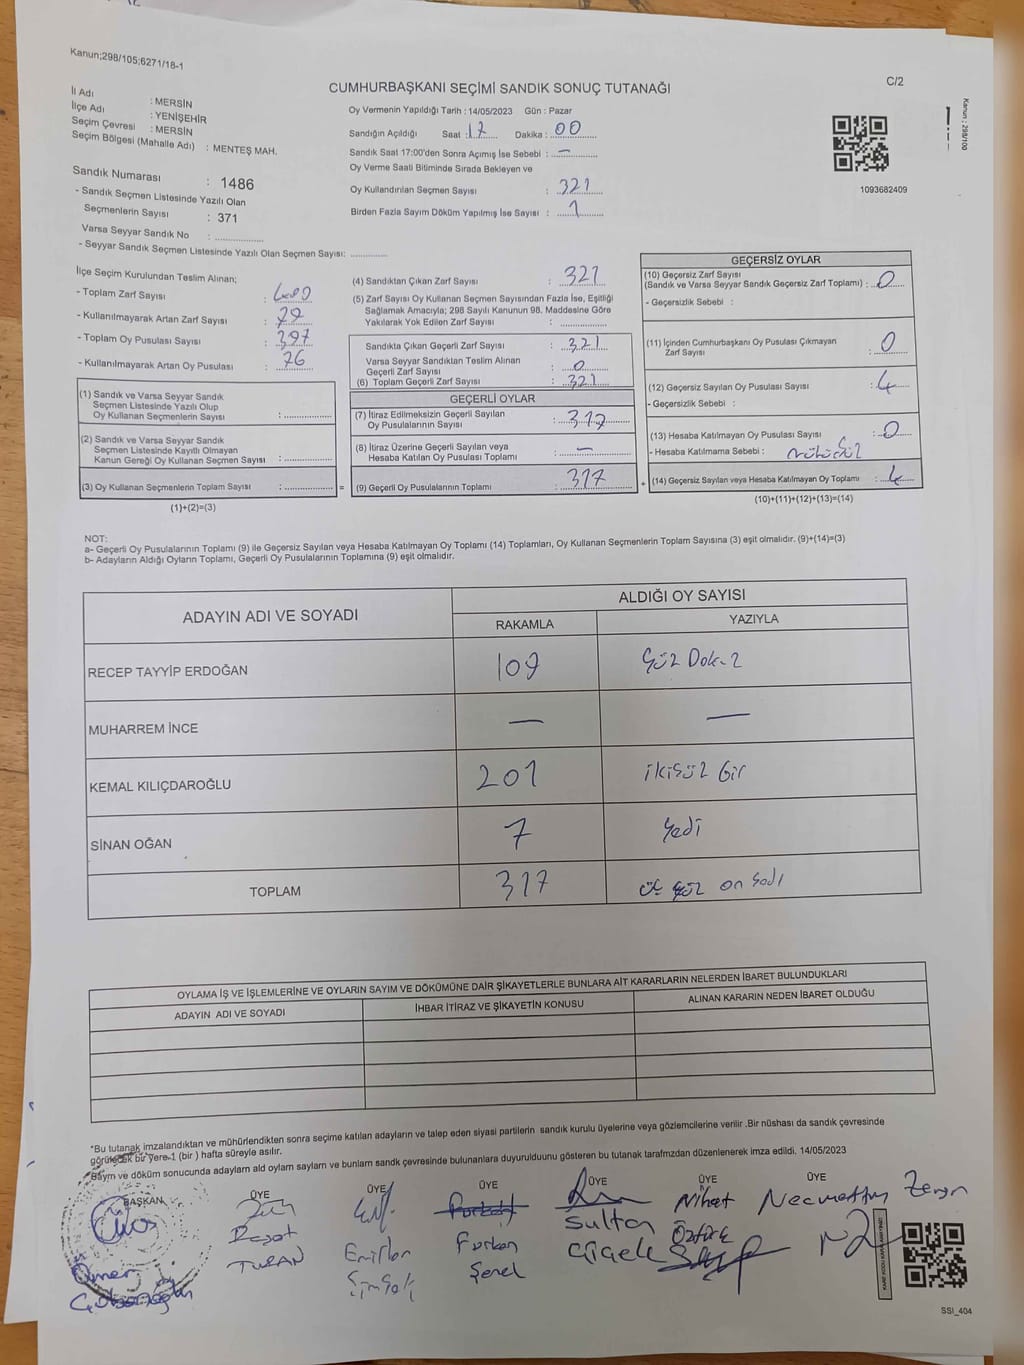 Kanun;298/105;6271/18-1
C/2
CUMHURBAŞKANI SEÇİMİ SANDIK SONUÇ TUTANAĞI
Kanun : 298/100
İl Adı : MERSİN
İlçe Adı : YENİŞEHİR
Seçim Çevresi : MERSİN
Seçim Bölgesi (Mahalle Adı) : MENTEŞ MAH.
Sandık Numarası : 1486
- Sandık Seçmen Listesinde Yazılı Olan
Seçmenlerin Sayısı : 371
Varsa Seyyar Sandık No : ................
- Seyyar Sandık Seçmen Listesinde Yazılı Olan Seçmen Sayısı: ............
Oy Vermenin Yapıldığı Tarih : 14/05/2023 Gün : Pazar
Sandığın Açıldığı Saat : 17 Dakika : 00
Sandık Saat 17:00'den Sonra Açımış İse Sebebi : —
Oy Verme Saati Bitiminde Sırada Bekleyen ve
Oy Kullandırılan Seçmen Sayısı : 321
Birden Fazla Sayım Döküm Yapılmış İse Sayısı : 1
1093682409
İlçe Seçim Kurulundan Teslim Alınan;
- Toplam Zarf Sayısı : 400
- Kullanılmayarak Artan Zarf Sayısı : 79
- Toplam Oy Pusulası Sayısı : 397
- Kullanılmayarak Artan Oy Pusulası : 76
(1) Sandık ve Varsa Seyyar Sandık
Seçmen Listesinde Yazılı Olup
Oy Kullanan Seçmenlerin Sayısı : ................
(2) Sandık ve Varsa Seyyar Sandık
Seçmen Listesinde Kayıtlı Olmayan
Kanun Gereği Oy Kullanan Seçmen Sayısı : ................
(3) Oy Kullanan Seçmenlerin Toplam Sayısı : ................ =
(1)+(2)=(3)
(4) Sandıktan Çıkan Zarf Sayısı : 321
(5) Zarf Sayısı Oy Kullanan Seçmen Sayısından Fazla İse, Eşitliği
Sağlamak Amacıyla; 298 Sayılı Kanunun 98. Maddesine Göre
Yakılarak Yok Edilen Zarf Sayısı : ................
Sandıkta Çıkan Geçerli Zarf Sayısı : 321
Varsa Seyyar Sandıktan Teslim Alınan
Geçerli Zarf Sayısı : 0
(6) Toplam Geçerli Zarf Sayısı : 321
GEÇERLİ OYLAR
(7) İtiraz Edilmeksizin Geçerli Sayılan
Oy Pusulalarının Sayısı : 317
(8) İtiraz Üzerine Geçerli Sayılan veya
Hesaba Katılan Oy Pusulası Toplamı : —
(9) Geçerli Oy Pusulalarının Toplamı : 317 +
GEÇERSİZ OYLAR
(10) Geçersiz Zarf Sayısı
(Sandık ve Varsa Seyyar Sandık Geçersiz Zarf Toplamı) : 0
- Geçersizlik Sebebi :
(11) İçinden Cumhurbaşkanı Oy Pusulası Çıkmayan
Zarf Sayısı : 0
(12) Geçersiz Sayılan Oy Pusulası Sayısı : 4
- Geçersizlik Sebebi :
(13) Hesaba Katılmayan Oy Pusulası Sayısı : 0
- Hesaba Katılmama Sebebi :
(14) Geçersiz Sayılan veya Hesaba Katılmayan Oy Toplamı : 4
(10)+(11)+(12)+(13)=(14)
NOT:
a- Geçerli Oy Pusulalarının Toplamı (9) ile Geçersiz Sayılan veya Hesaba Katılmayan Oy Toplamı (14) Toplamları, Oy Kullanan Seçmenlerin Toplam Sayısına (3) eşit olmalıdır. (9)+(14)=(3)
b- Adayların Aldığı Oyların Toplamı, Geçerli Oy Pusulalarının Toplamına (9) eşit olmalıdır.
ADAYIN ADI VE SOYADI
ALDIĞI OY SAYISI
RAKAMLA YAZIYLA
RECEP TAYYİP ERDOĞAN 109 Yüz Dokuz
MUHARREM İNCE — —
KEMAL KILIÇDAROĞLU 201 ikiyüz bir
SİNAN OĞAN 7 Yedi
TOPLAM 317 üç yüz on yedi
OYLAMA İŞ VE İŞLEMLERİNE VE OYLARIN SAYIM VE DÖKÜMÜNE DAİR ŞİKAYETLERLE BUNLARA AİT KARARLARIN NELERDEN İBARET BULUNDUKLARI
ADAYIN ADI VE SOYADI İHBAR İTİRAZ VE ŞİKAYETİN KONUSU ALINAN KARARIN NEDEN İBARET OLDUĞU
*Bu tutanak imzalandıktan ve mühürlendikten sonra seçime katılan adayların ve talep eden siyasi partilerin sandık kurulu üyelerine veya gözlemcilerine verilir .Bir nüshası da sandık çevresinde
görülecek bir yere 1 (bir ) hafta süreyle asılır.
Sayım ve döküm sonucunda adayların aldı oyların sayların ve bunların sandk çevresinde bulunanlara duyurulduunu gösteren bu tutanak tarafmzdan düzenlenerek imza edildi. 14/05/2023
BAŞKAN ÜYE ÜYE ÜYE ÜYE ÜYE ÜYE
Ömer
Reşat
TURAN
Furkan
Şenel
Sultan
Çiçek
Nihat
Öztürk
Necmettin Zengin
SSI_404